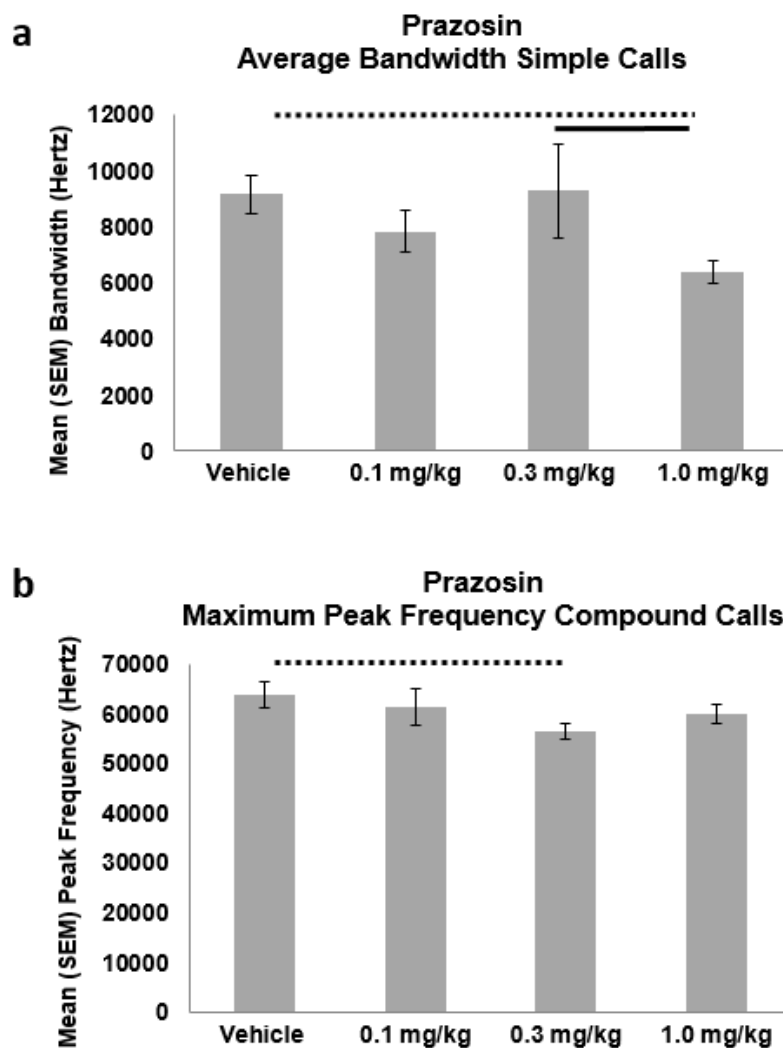 a
Prazosin
Average Bandwidth Simple Calls
Mean (SEM) Bandwidth (Hertz)
12000
10000
8000
6000
4000
2000
0
Vehicle 0.1 mg/kg 0.3 mg/kg 1.0 mg/kg
b
Prazosin
Maximum Peak Frequency Compound Calls
Mean (SEM) Peak Frequency (Hertz)
70000
60000
50000
40000
30000
20000
10000
0
Vehicle 0.1 mg/kg 0.3 mg/kg 1.0 mg/kg